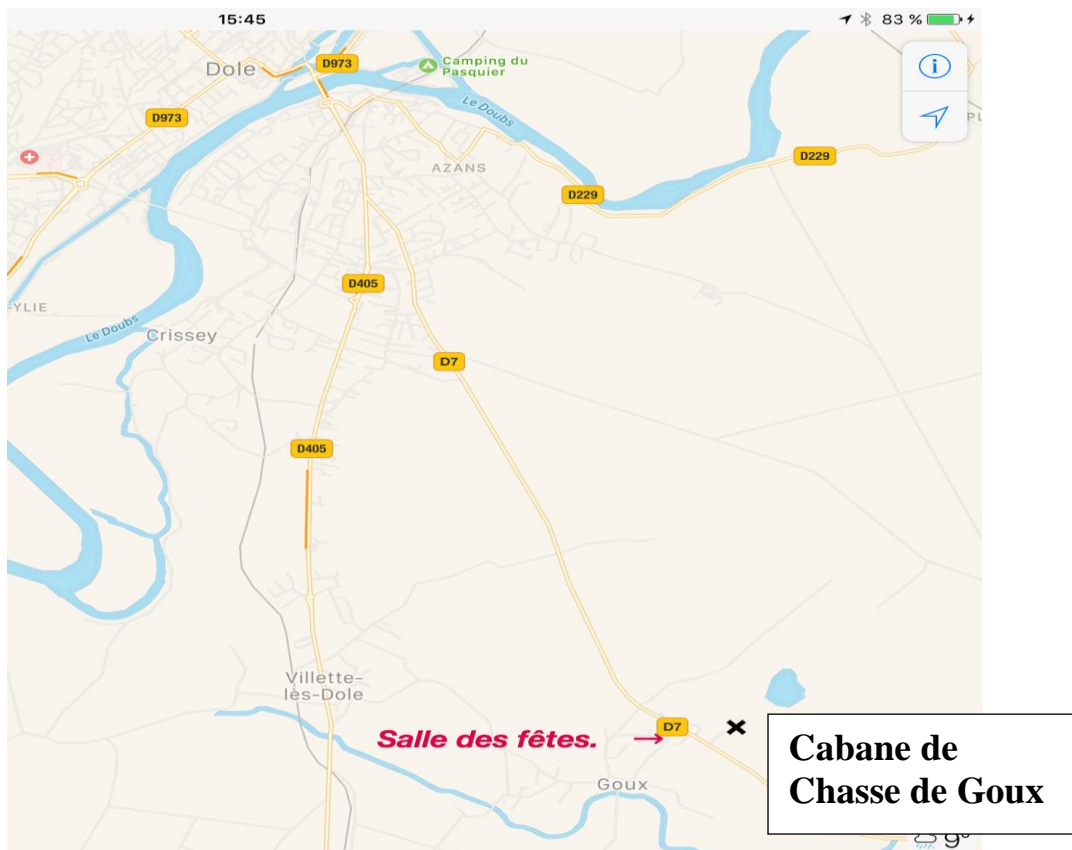 15:45
83 %
Dole
D973
Camping du
Pasquier
D973
Le Doubs
AZANS
D229
D229
D405
-YLIE
Le Doubs
Crissey
D7
D405
Villette-
lès-Dole
Salle des fêtes.
D7
Cabane de
Chasse de Goux
Goux
9°